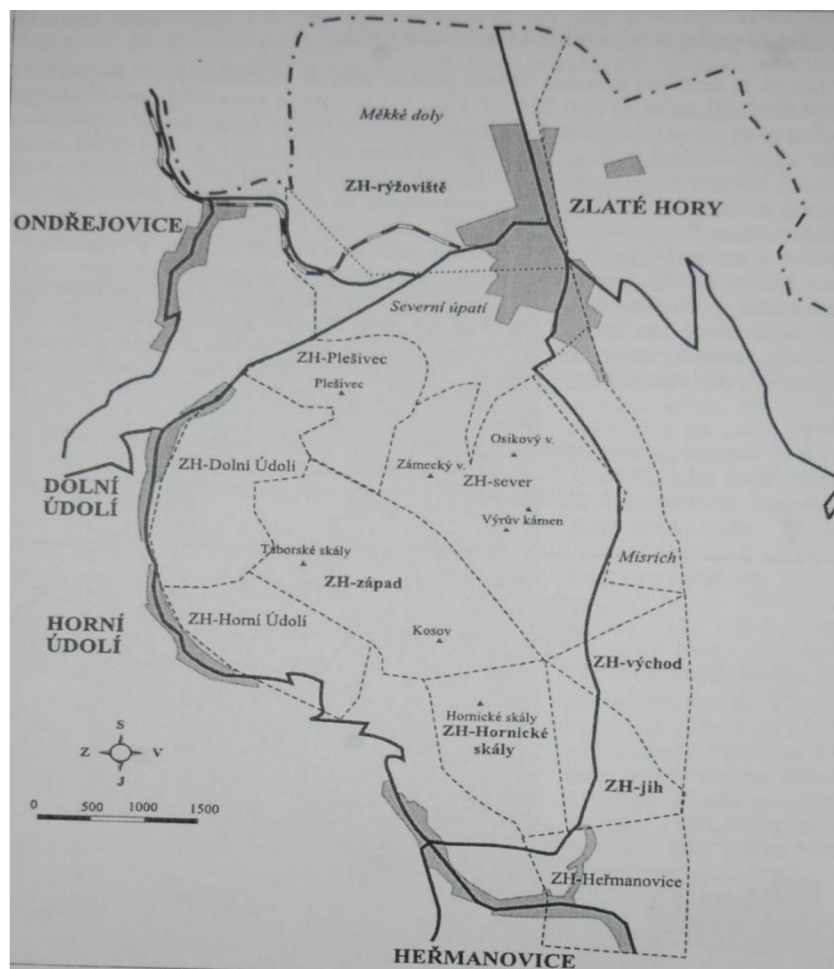 Měkké doly
ZH-rýžoviště
ONDŘEJOVICE
ZLATÉ HORY
Severní úpatí
ZH-Plešivec
Plešivec
Osikový v.
ZH-Dolní Údolí
Zámecký v.
ZH-sever
DOLNÍ
ÚDOLÍ
Výrův kámen
Táborské skály
Misrich
ZH-západ
HORNÍ
ÚDOLÍ
ZH-Horní Údolí
Kosov
ZH-východ
Hornické skály
ZH-Hornické
skály
S
Z V
J
ZH-jih
0 500 1000 1500
ZH-Heřmanovice
HEŘMANOVICE